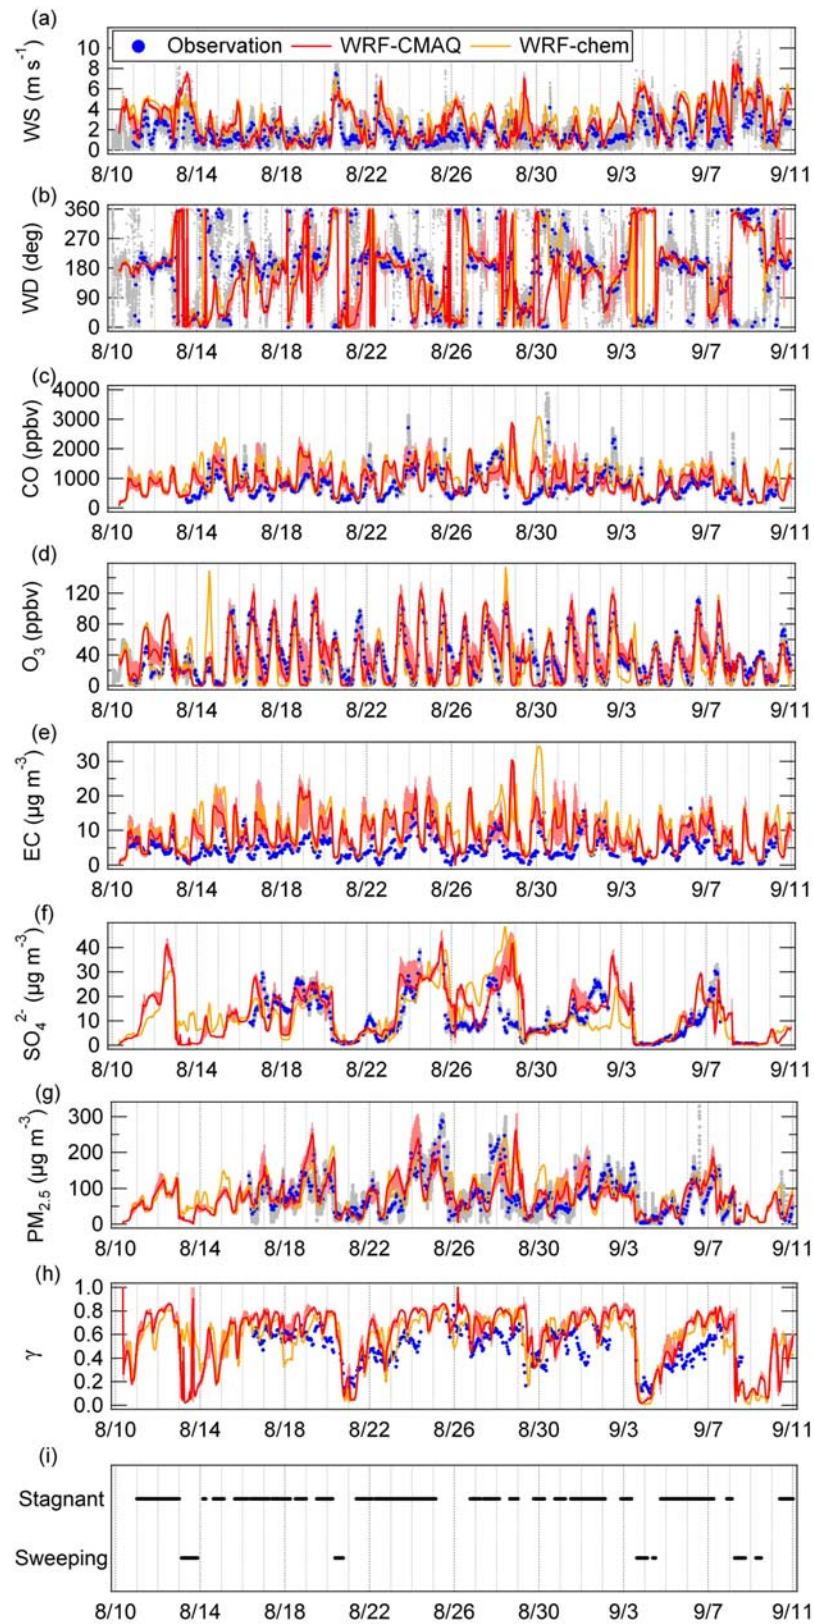 (a)
Observation WRF-CMAQ WRF-chem
WS (m s⁻¹)
10
8
6
4
2
0
8/10 8/14 8/18 8/22 8/26 8/30 9/3 9/7 9/11
(b)
WD (deg)
360
270
180
90
0
8/10 8/14 8/18 8/22 8/26 8/30 9/3 9/7 9/11
(c)
CO (ppbv)
4000
3000
2000
1000
0
8/10 8/14 8/18 8/22 8/26 8/30 9/3 9/7 9/11
(d)
O₃ (ppbv)
120
80
40
0
8/10 8/14 8/18 8/22 8/26 8/30 9/3 9/7 9/11
(e)
EC (µg m⁻³)
30
20
10
0
8/10 8/14 8/18 8/22 8/26 8/30 9/3 9/7 9/11
(f)
SO₄²⁻ (µg m⁻³)
40
30
20
10
0
8/10 8/14 8/18 8/22 8/26 8/30 9/3 9/7 9/11
(g)
PM₂.₅ (µg m⁻³)
300
200
100
0
8/10 8/14 8/18 8/22 8/26 8/30 9/3 9/7 9/11
(h)
γ
1.0
0.8
0.6
0.4
0.2
0.0
8/10 8/14 8/18 8/22 8/26 8/30 9/3 9/7 9/11
(i)
Stagnant
Sweeping
8/10 8/14 8/18 8/22 8/26 8/30 9/3 9/7 9/11